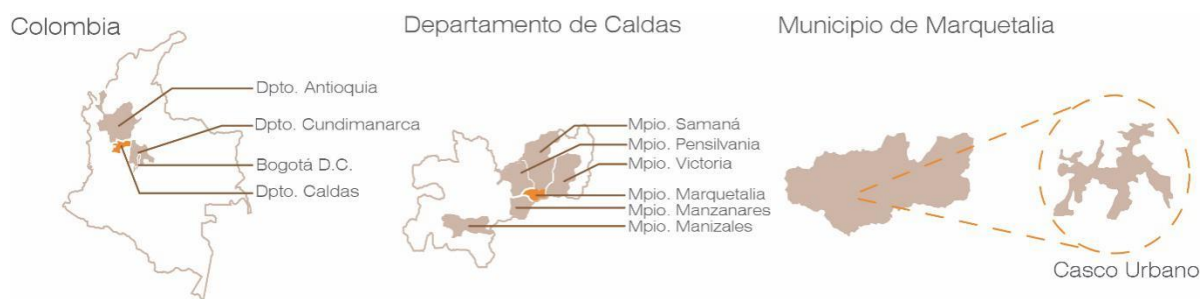 Colombia
Dpto. Antioquia
Dpto. Cundimanarca
Bogotá D.C.
Dpto. Caldas
Departamento de Caldas
Mpio. Samaná
Mpio. Pensilvania
Mpio. Victoria
Mpio. Marquetalia
Mpio. Manzanares
Mpio. Manizales
Municipio de Marquetalia
Casco Urbano